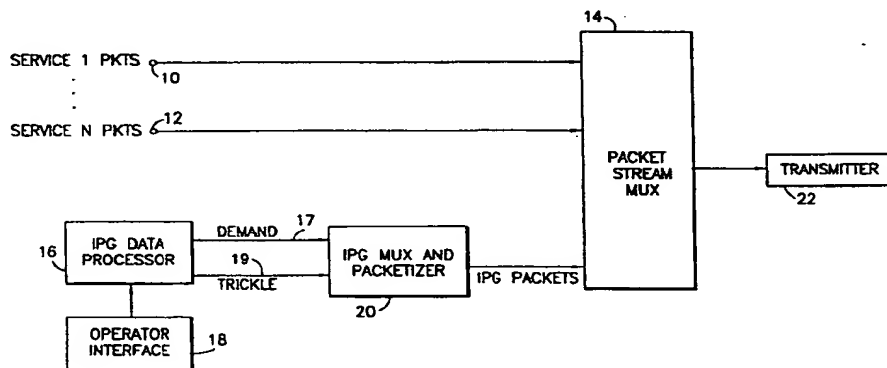 14
SERVICE 1 PKTS
10
SERVICE N PKTS
12
PACKET
STREAM
MUX
TRANSMITTER
22
16
IPG DATA
PROCESSOR
DEMAND
17
19
TRICKLE
IPG MUX AND
PACKETIZER
20
IPG PACKETS
OPERATOR
INTERFACE
18